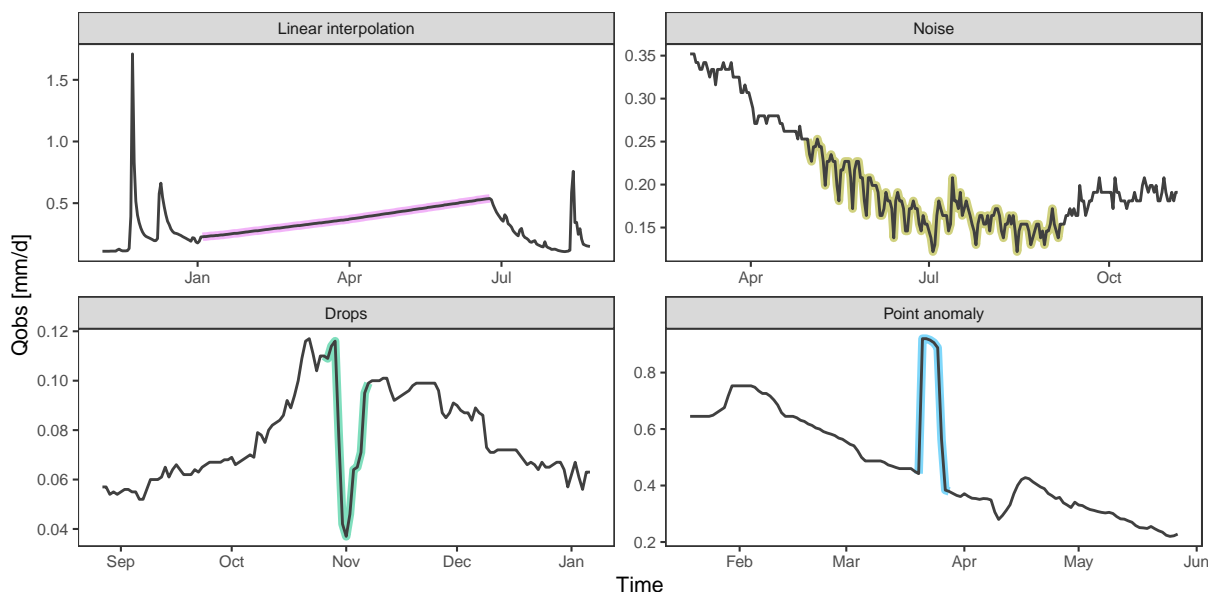 Linear interpolation
Noise
1.5
1.0
0.5
Jan
Apr
Jul
0.35
0.30
0.25
0.20
0.15
Apr
Jul
Oct
Qobs [mm/d]
Drops
Point anomaly
0.12
0.10
0.08
0.06
0.04
Sep
Oct
Nov
Dec
Jan
0.8
0.6
0.4
0.2
Feb
Mar
Apr
May
Jun
Time